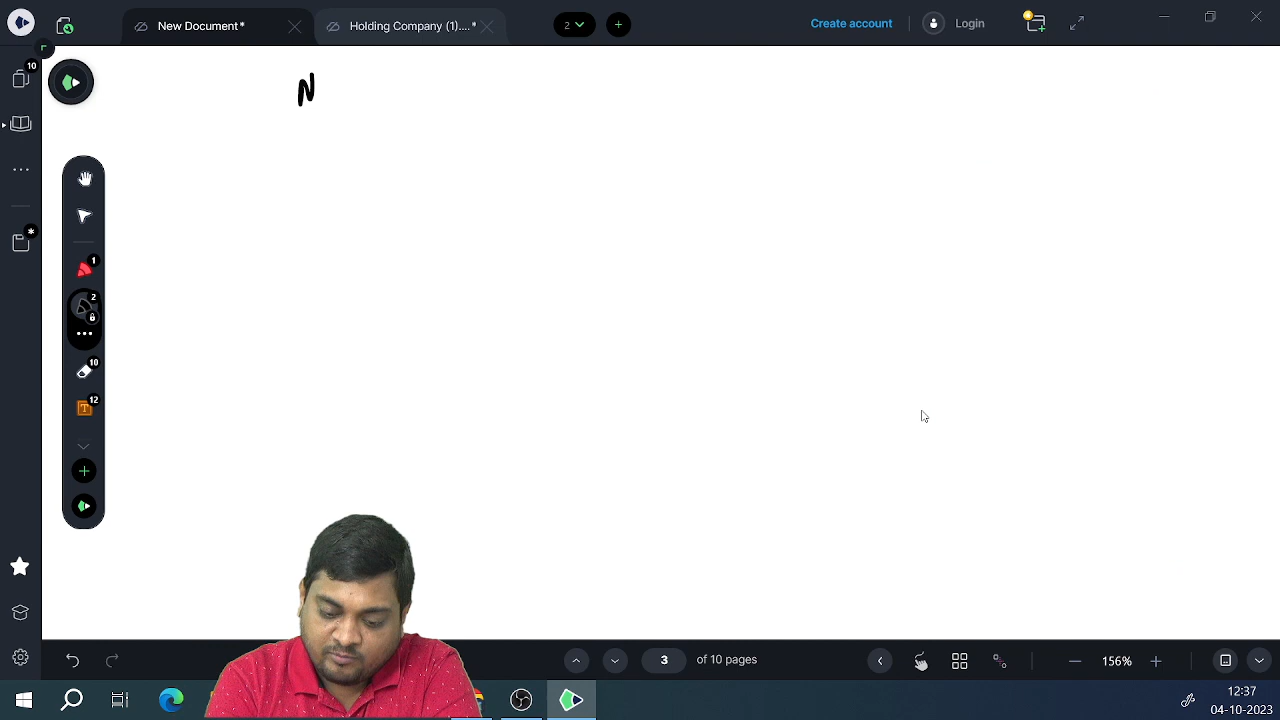 New Document*
Holding Company (1)....*
2
Create account
Login
10
N
*
1
2
10
T
12
3
of 10 pages
156%
12:37
04-10-2023